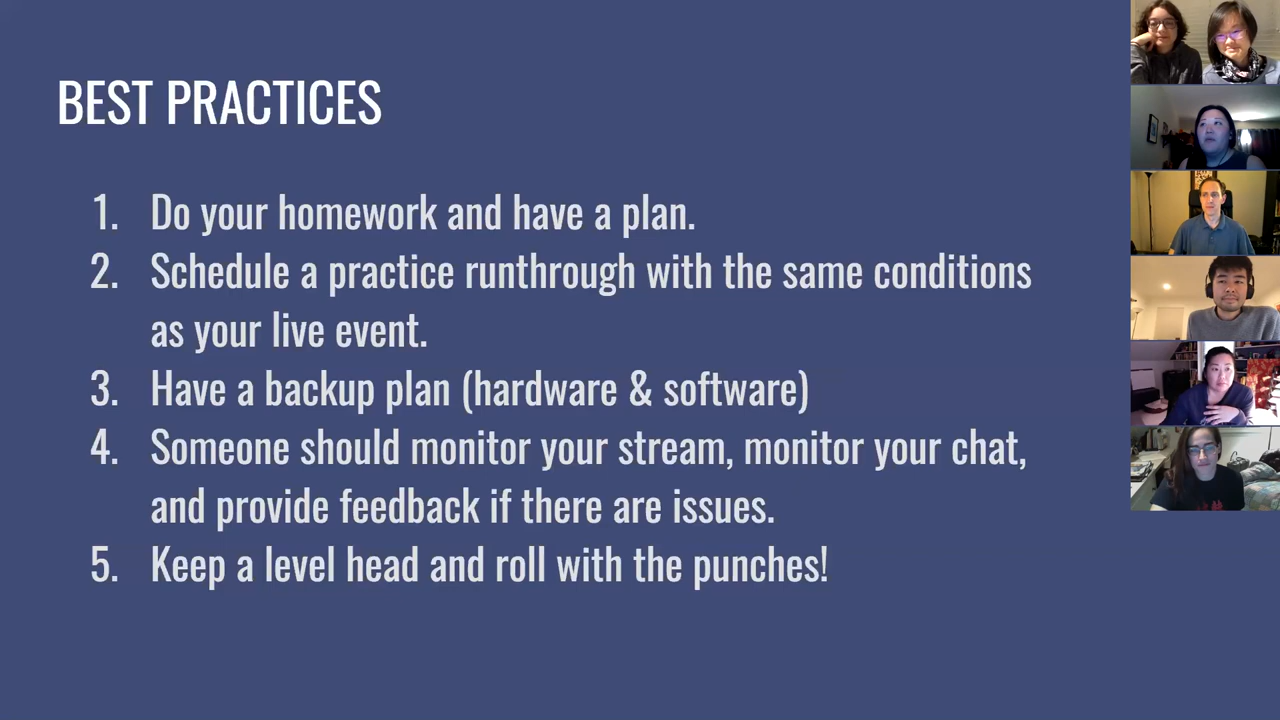 BEST PRACTICES
1. Do your homework and have a plan.
2. Schedule a practice runthrough with the same conditions
as your live event.
3. Have a backup plan (hardware & software)
4. Someone should monitor your stream, monitor your chat,
and provide feedback if there are issues.
5. Keep a level head and roll with the punches!